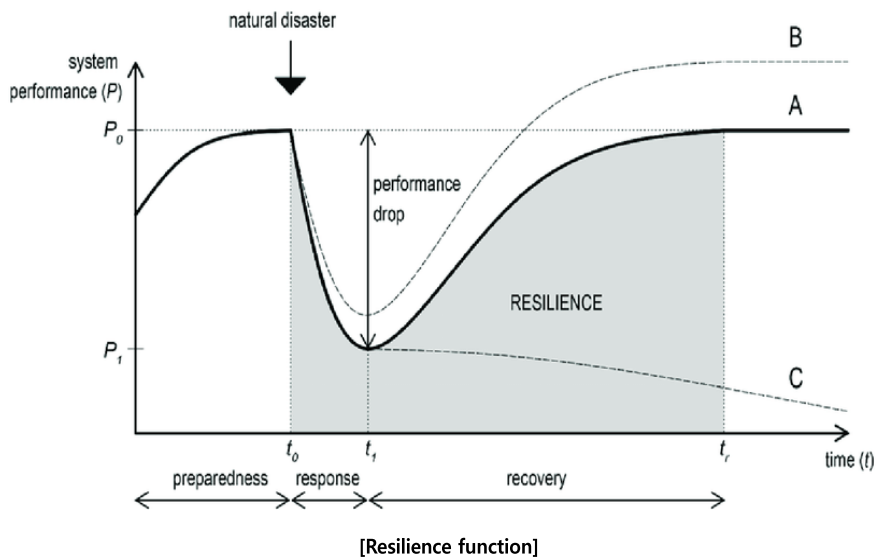 natural disaster
system
performance (P)
B
A
P₀
performance
drop
RESILIENCE
P₁
C
t₀
t₁
tᵣ
time (t)
preparedness
response
recovery
[Resilience function]